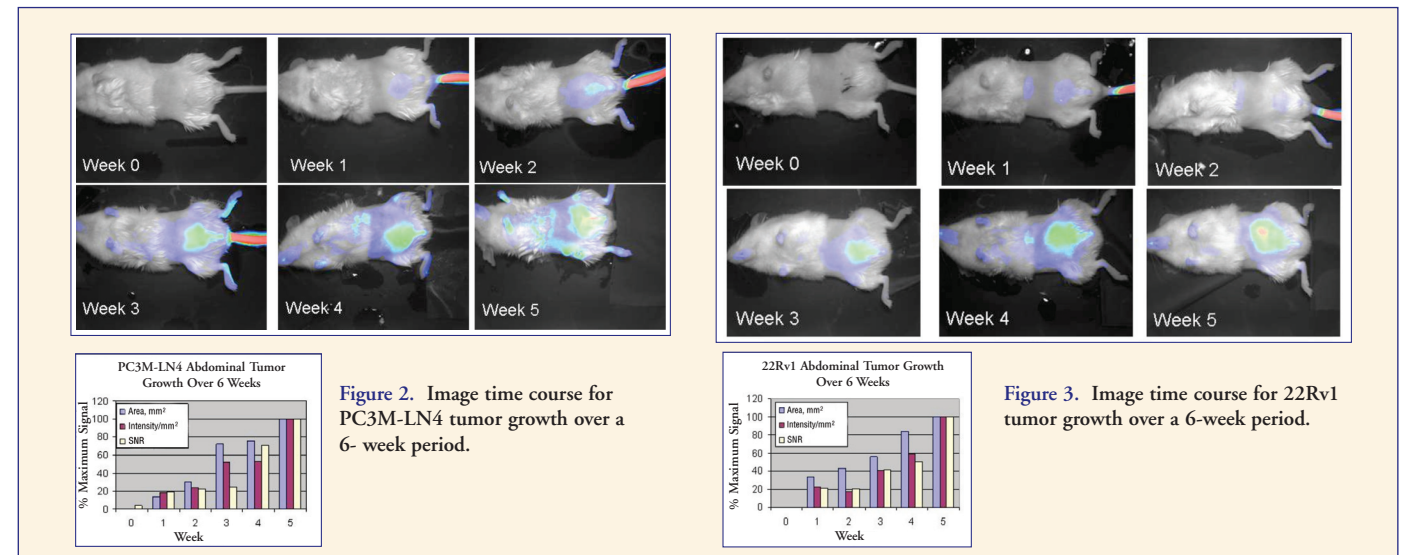 Week 0
Week 1
Week 2
Week 3
Week 4
Week 5
PC3M-LN4 Abdominal Tumor
Growth Over 6 Weeks
% Maximum Signal
120
100
80
60
40
20
0
Area, mm²
Intensity/mm²
SNR
0 1 2 3 4 5
Week
Figure 2. Image time course for
PC3M-LN4 tumor growth over a
6- week period.
Week 0
Week 1
Week 2
Week 3
Week 4
Week 5
22Rv1 Abdominal Tumor Growth
Over 6 Weeks
% Maximum Signal
120
100
80
60
40
20
0
Area, mm²
Intensity/mm²
SNR
0 1 2 3 4 5
Week
Figure 3. Image time course for 22Rv1
tumor growth over a 6-week period.